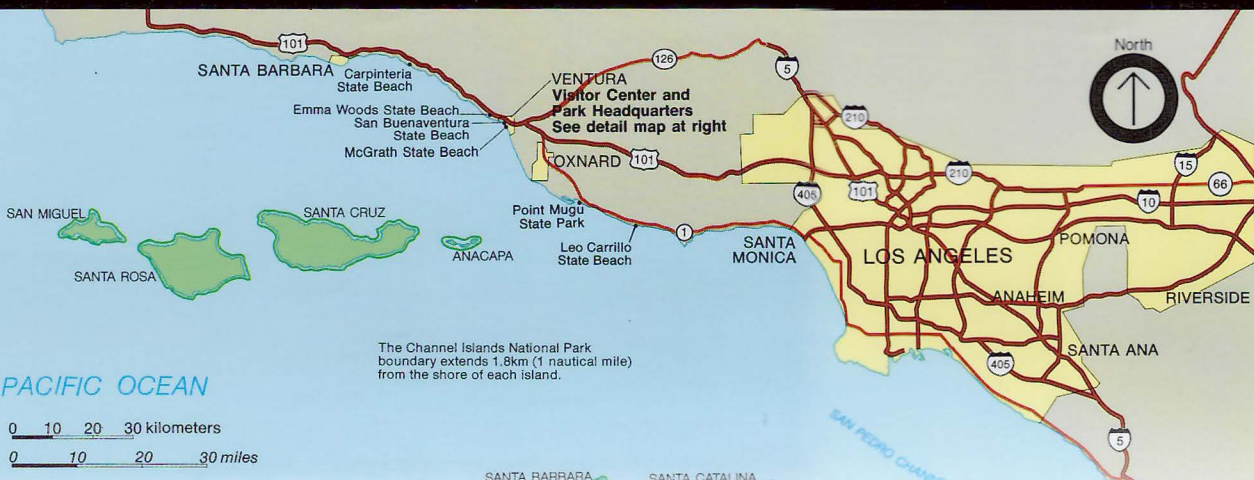 North
101
126
5
SANTA BARBARA
Carpinteria
State Beach
VENTURA
Visitor Center and
Park Headquarters
See detail map at right
Emma Woods State Beach
San Buenaventura
State Beach
McGrath State Beach
210
OXNARD
101
210
15
405
101
66
10
SAN MIGUEL
SANTA CRUZ
Point Mugu
State Park
1
SANTA
MONICA
POMONA
Leo Carrillo
State Beach
ANACAPA
LOS ANGELES
SANTA ROSA
ANAHEIM
RIVERSIDE
The Channel Islands National Park
boundary extends 1.8km (1 nautical mile)
from the shore of each island.
SANTA ANA
405
PACIFIC OCEAN
0 10 20 30 kilometers
0 10 20 30 miles
5
SAN PEDRO CHANN
SANTA BARBARA
SANTA CATALINA